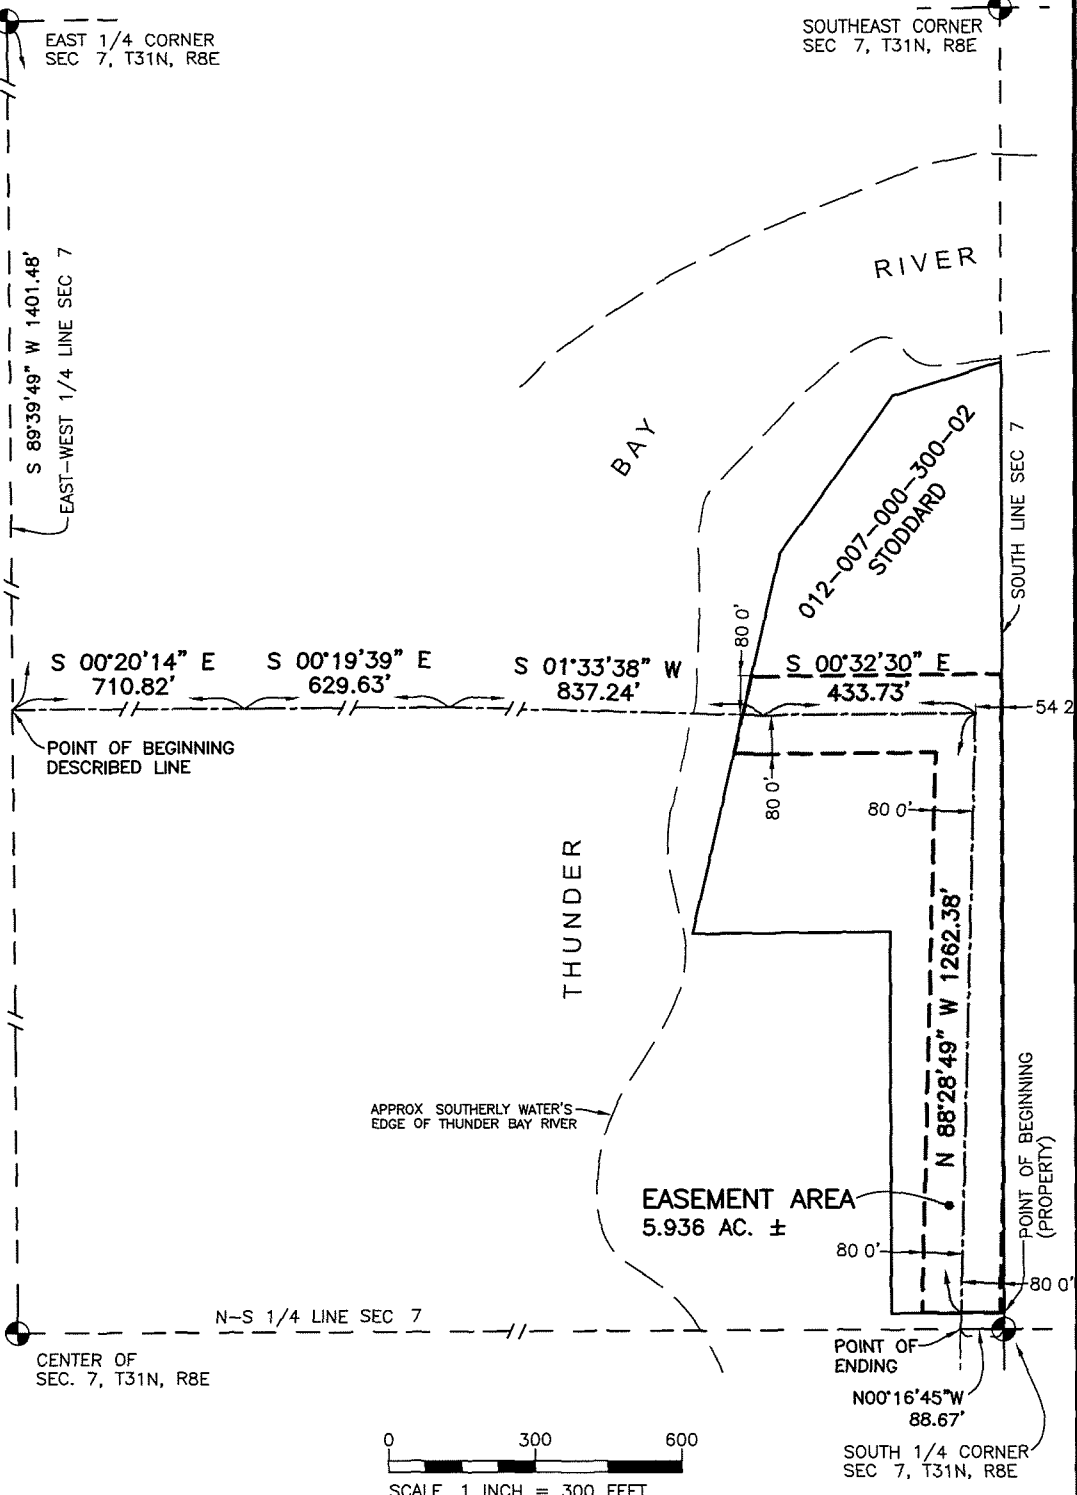 EAST 1/4 CORNER
SEC 7, T31N, R8E
SOUTHEAST CORNER
SEC 7, T31N, R8E
RIVER
BAY
THUNDER
S 89°39'49" W 1401.48'
EAST-WEST 1/4 LINE SEC 7
012-007-000-300-02
STODDARD
SOUTH LINE SEC 7
S 00°20'14" E
710.82'
S 00°19'39" E
629.63'
S 01°33'38" W
837.24'
80 0'
S 00°32'30" E
433.73'
54 2
POINT OF BEGINNING
DESCRIBED LINE
80 0'
80 0'
N 88°28'49" W 1262.38'
APPROX SOUTHERLY WATER'S
EDGE OF THUNDER BAY RIVER
POINT OF BEGINNING
(PROPERTY)
EASEMENT AREA
5.936 AC. ±
80 0'
80 0'
N-S 1/4 LINE SEC 7
CENTER OF
SEC. 7, T31N, R8E
POINT OF
ENDING
N00°16'45"W
88.67'
SOUTH 1/4 CORNER
SEC 7, T31N, R8E
0 300 600
SCALE 1 INCH = 300 FEET